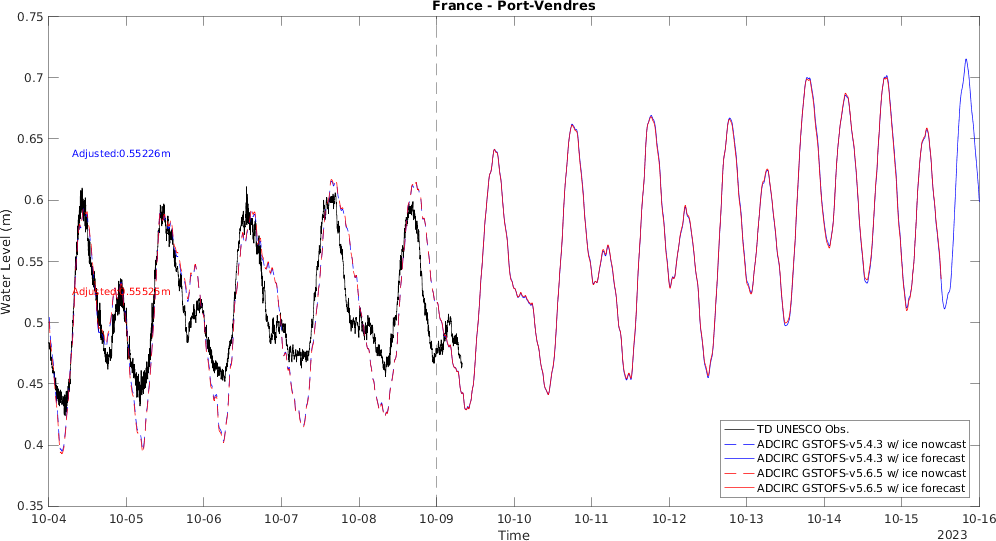 France - Port-Vendres
0.75
0.7
0.65
0.6
0.55
0.5
0.45
0.4
0.35
Water Level (m)
Adjusted:0.55226m
Adjusted:0.55525m
TD UNESCO Obs.
ADCIRC GSTOFS-v5.4.3 w/ ice nowcast
ADCIRC GSTOFS-v5.4.3 w/ ice forecast
ADCIRC GSTOFS-v5.6.5 w/ ice nowcast
ADCIRC GSTOFS-v5.6.5 w/ ice forecast
10-04 10-05 10-06 10-07 10-08 10-09 10-10 10-11 10-12 10-13 10-14 10-15 10-16
Time
2023